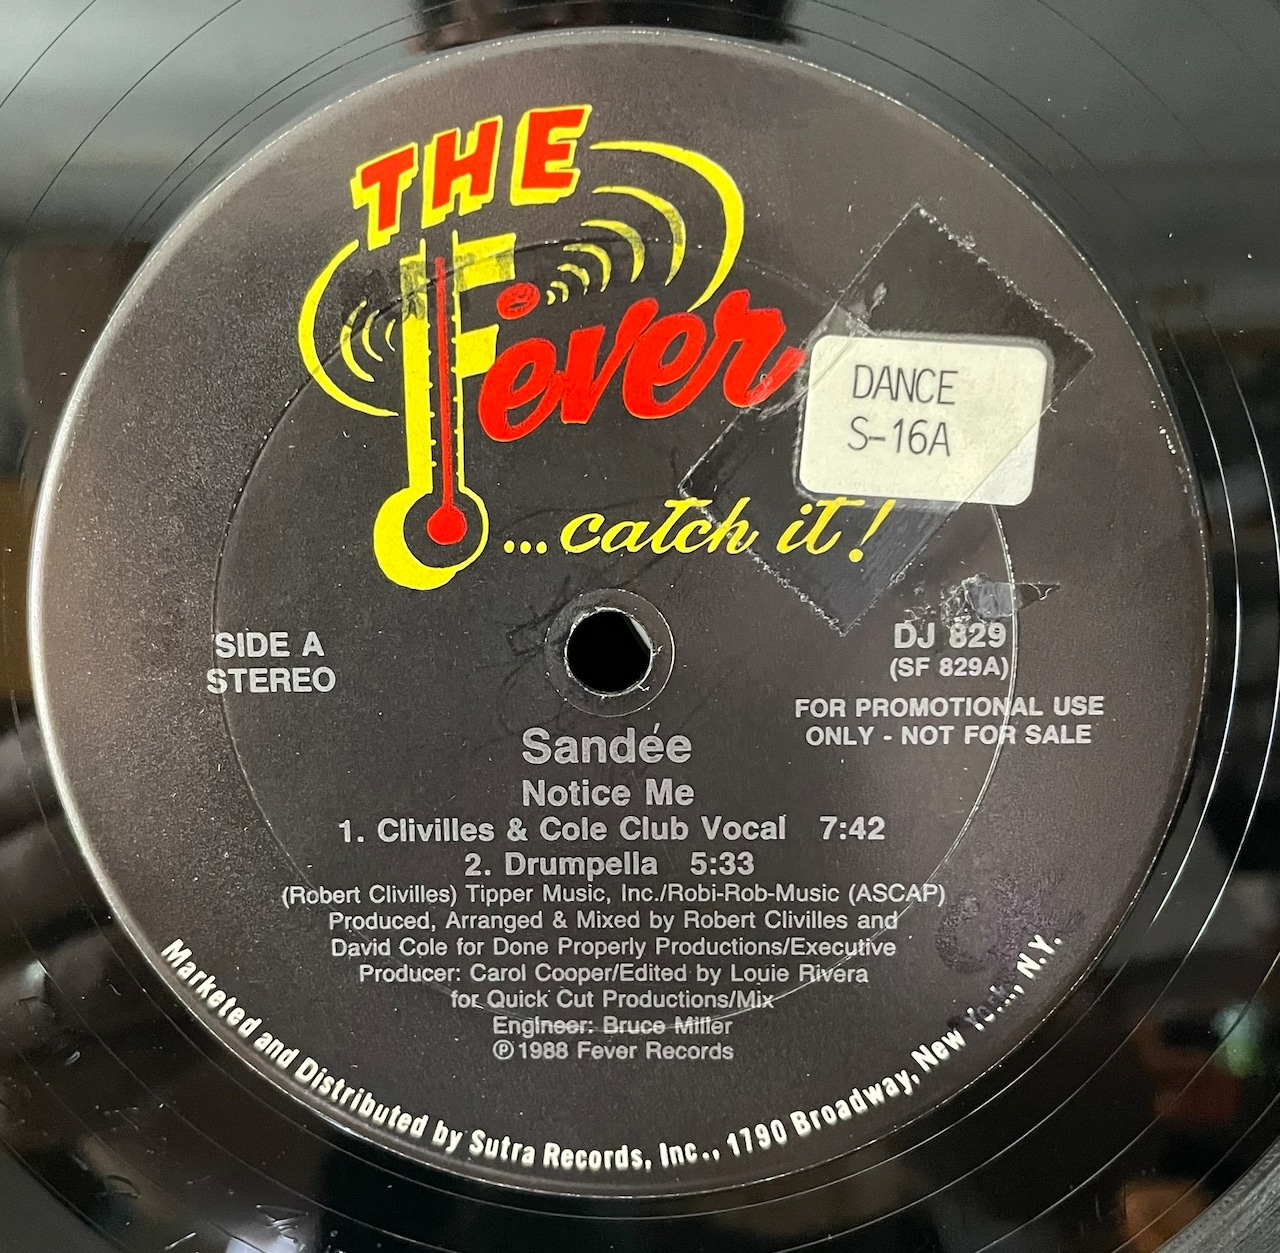 THE
Fever
DANCE
S-16A
...catch it!
SIDE A
STEREO
DJ 829
(SF 829A)
FOR PROMOTIONAL USE
ONLY - NOT FOR SALE
Sandée
Notice Me
1. Clivilles & Cole Club Vocal 7:42
2. Drumpella 5:33
(Robert Clivilles) Tipper Music, Inc./Robi-Rob-Music (ASCAP)
Produced, Arranged & Mixed by Robert Clivilles and
David Cole for Done Properly Productions/Executive
Producer: Carol Cooper/Edited by Louie Rivera
for Quick Cut Productions/Mix
Engineer: Bruce Miller
℗ 1988 Fever Records
Marketed and Distributed by Sutra Records, Inc., 1790 Broadway, New York, N.Y.